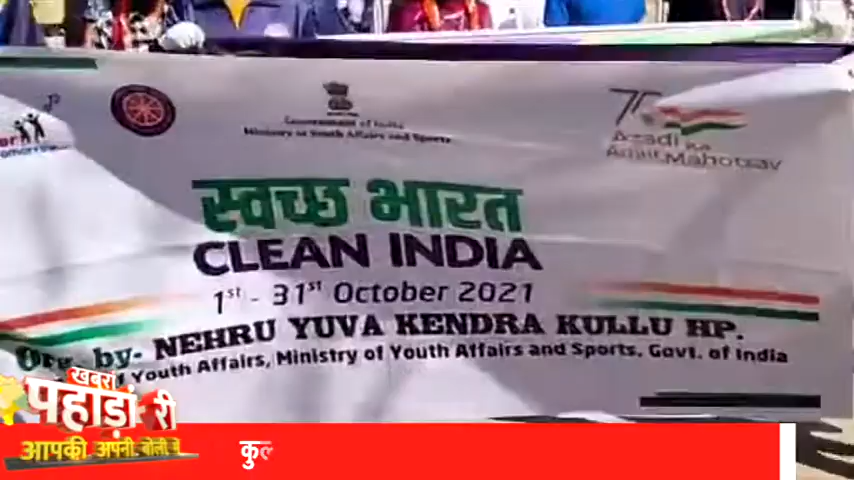 Government of India
Ministry of Youth Affairs and Sports
75
Azadi Ka
Amrit Mahotsav
स्वच्छ भारत
CLEAN INDIA
1st - 31st October 2021
Org. by- NEHRU YUVA KENDRA KULLU HP.
Youth Affairs, Ministry of Youth Affairs and Sports, Govt. of India
खबरां
पहाड़ां री
आपकी अपनी बोली में